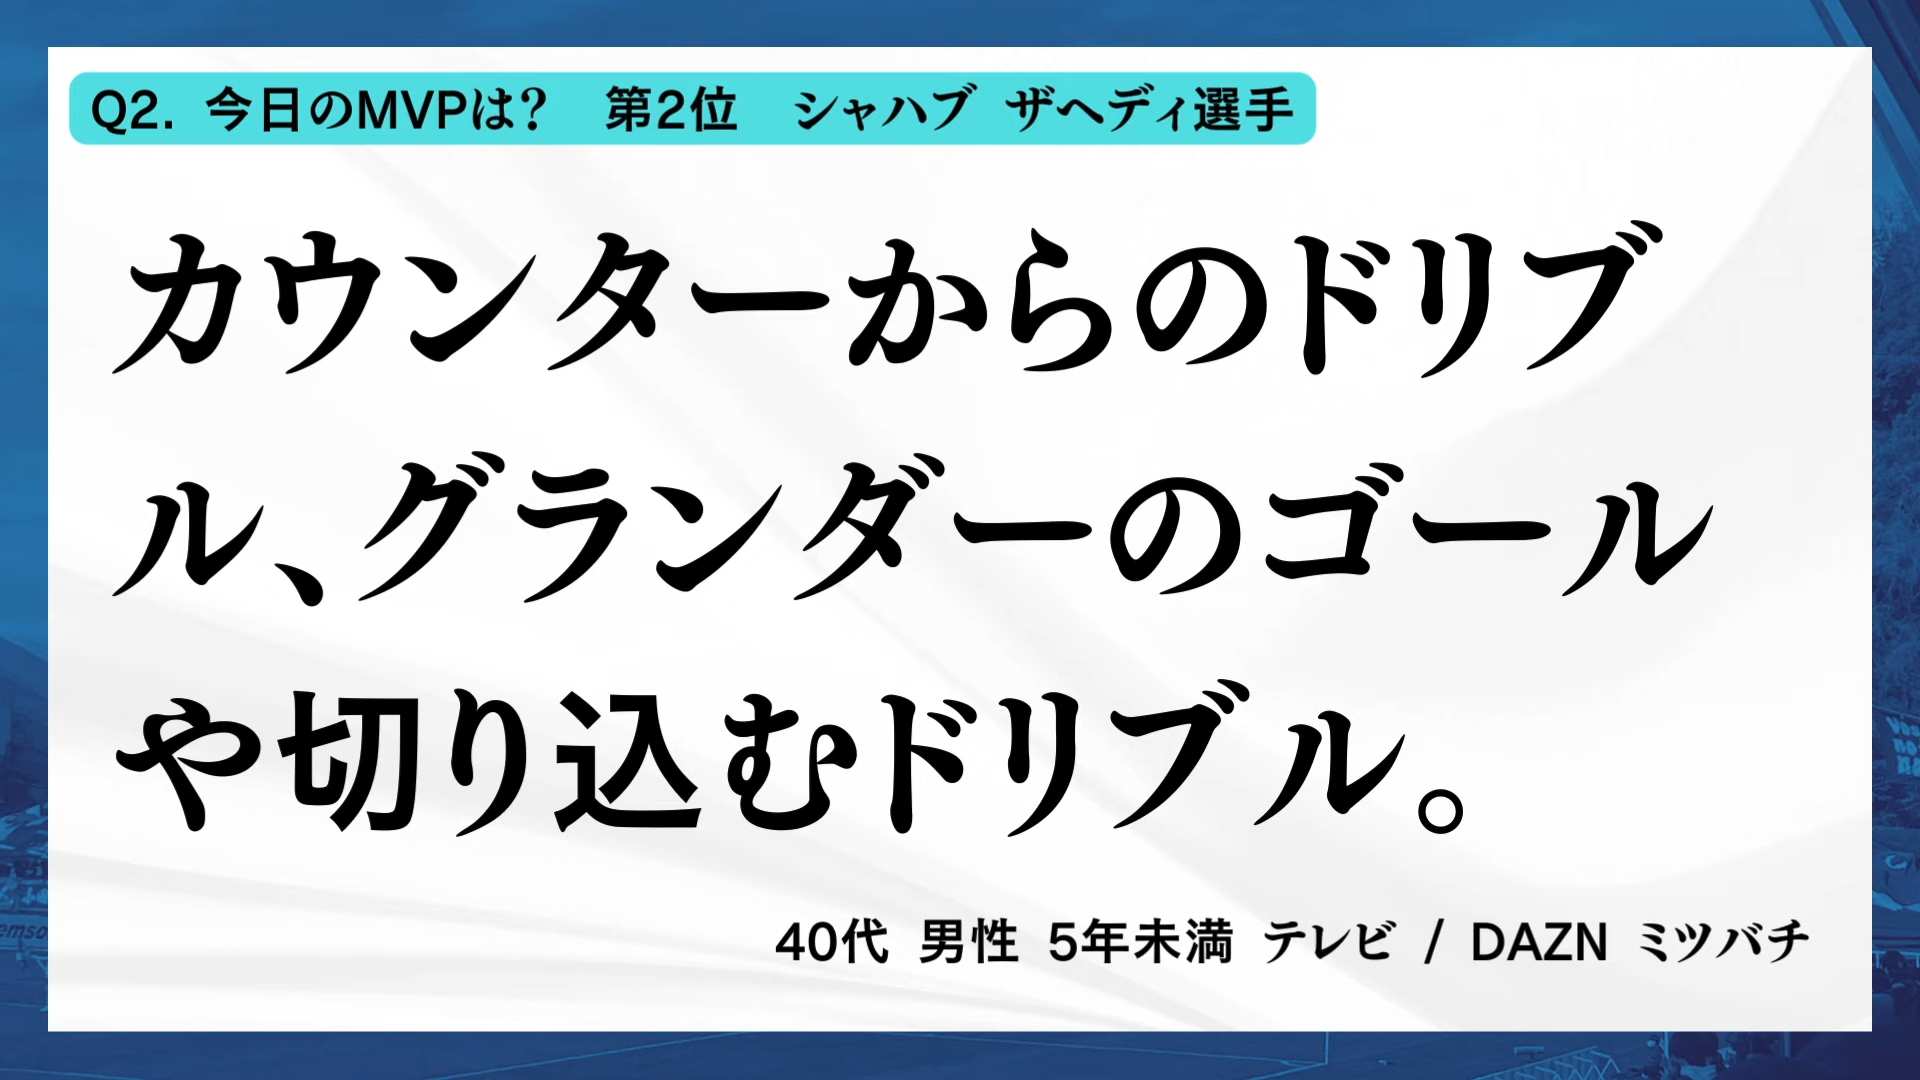 Q2. 今日のMVPは？ 第2位 シャハブ ザヘディ選手
カウンターからのドリブ
ル、グランダーのゴール
や切り込むドリブル。
40代 男性 5年未満 テレビ / DAZN ミツバチ